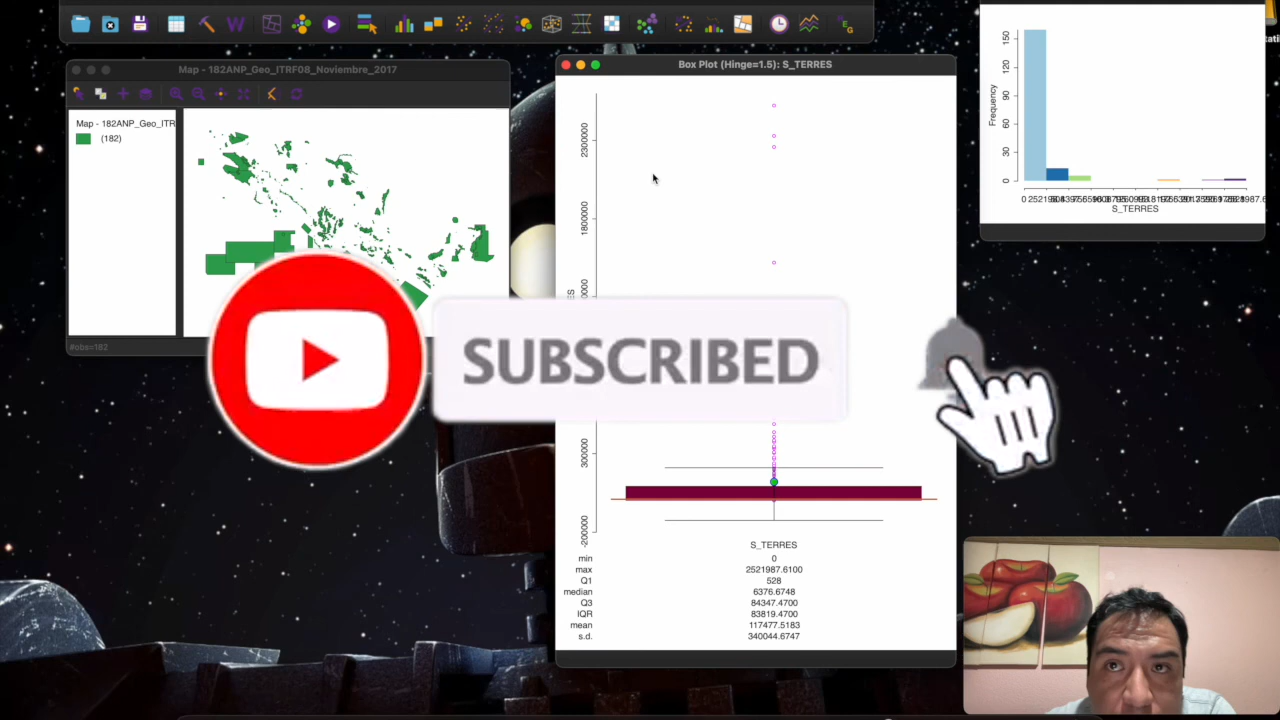 Map - 182ANP_Geo_ITRF08_Noviembre_2017
Map - 182ANP_Geo_ITR
(182)
#obs=182
Box Plot (Hinge=1.5): S_TERRES
2300000
1800000
ES
300000
-200000
S_TERRES
min 0
max 2521987.6100
Q1 528
median 6376.6748
Q3 84347.4700
IQR 83819.4700
mean 117477.5183
s.d. 340044.6747
150
120
90
60
30
0
Frequency
S_TERRES
SUBSCRIBED